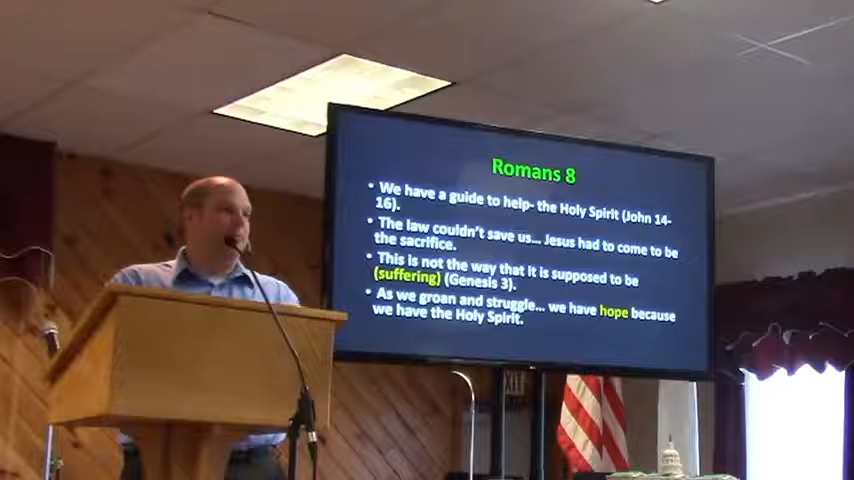 Romans 8
• We have a guide to help- the Holy Spirit (John 14-
16).
• The law couldn't save us... Jesus had to come to be
the sacrifice.
• This is not the way that it is supposed to be
(suffering) (Genesis 3).
• As we groan and struggle... we have hope because
we have the Holy Spirit.
EXIT